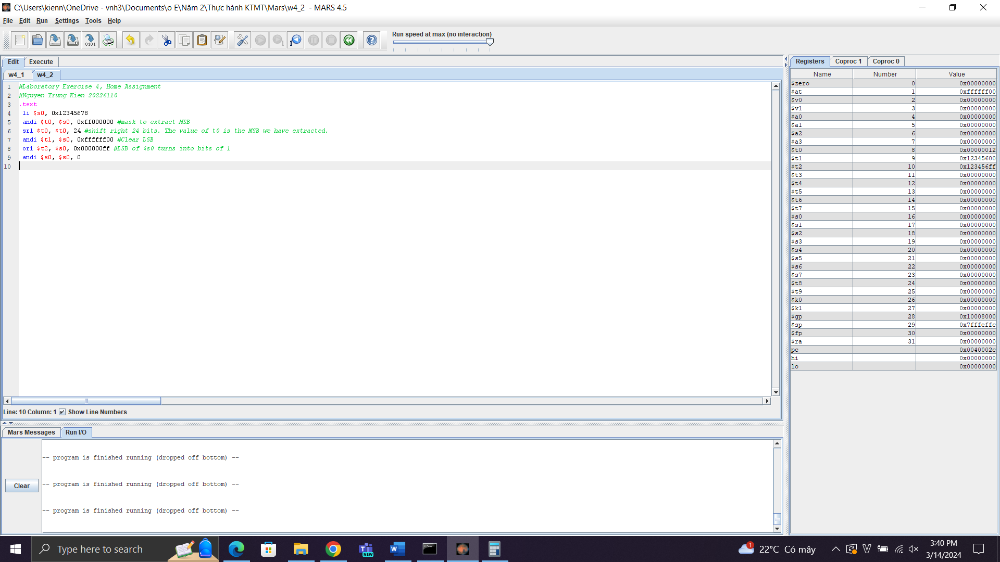 C:\Users\kienn\OneDrive - vnh3\Documents\o E\Năm 2\Thực hành KTMT\Mars\w4_2 - MARS 4.5
File Edit Run Settings Tools Help
Run speed at max (no interaction)
Edit Execute
w4_1 w4_2
1 #Laboratory Exercise 4, Home Assignment
2 #Nguyen Trung Kien 20226110
3 .text
4 li $s0, 0x12345678
5 andi $t0, $s0, 0xff000000 #mask to extract MSB
6 srl $t0, $t0, 24 #shift right 24 bits. The value of t0 is the MSB we have extracted.
7 andi $t1, $s0, 0xffffff00 #Clear LSB
8 ori $t2, $s0, 0x000000ff #LSB of $s0 turns into bits of 1
9 andi $s0, $s0, 0
10
Line: 10 Column: 1 Show Line Numbers
Mars Messages Run I/O
Clear
-- program is finished running (dropped off bottom) --
-- program is finished running (dropped off bottom) --
-- program is finished running (dropped off bottom) --
Registers Coproc 1 Coproc 0
Name Number Value
$zero 0 0x00000000
$at 1 0xffffff00
$v0 2 0x00000000
$v1 3 0x00000000
$a0 4 0x00000000
$a1 5 0x00000000
$a2 6 0x00000000
$a3 7 0x00000000
$t0 8 0x00000012
$t1 9 0x12345600
$t2 10 0x123456ff
$t3 11 0x00000000
$t4 12 0x00000000
$t5 13 0x00000000
$t6 14 0x00000000
$t7 15 0x00000000
$s0 16 0x00000000
$s1 17 0x00000000
$s2 18 0x00000000
$s3 19 0x00000000
$s4 20 0x00000000
$s5 21 0x00000000
$s6 22 0x00000000
$s7 23 0x00000000
$t8 24 0x00000000
$t9 25 0x00000000
$k0 26 0x00000000
$k1 27 0x00000000
$gp 28 0x10008000
$sp 29 0x7fffeffc
$fp 30 0x00000000
$ra 31 0x00000000
pc 0x0040002c
hi 0x00000000
lo 0x00000000
Type here to search
NEW
1
22°C Có mây
3:40 PM
3/14/2024